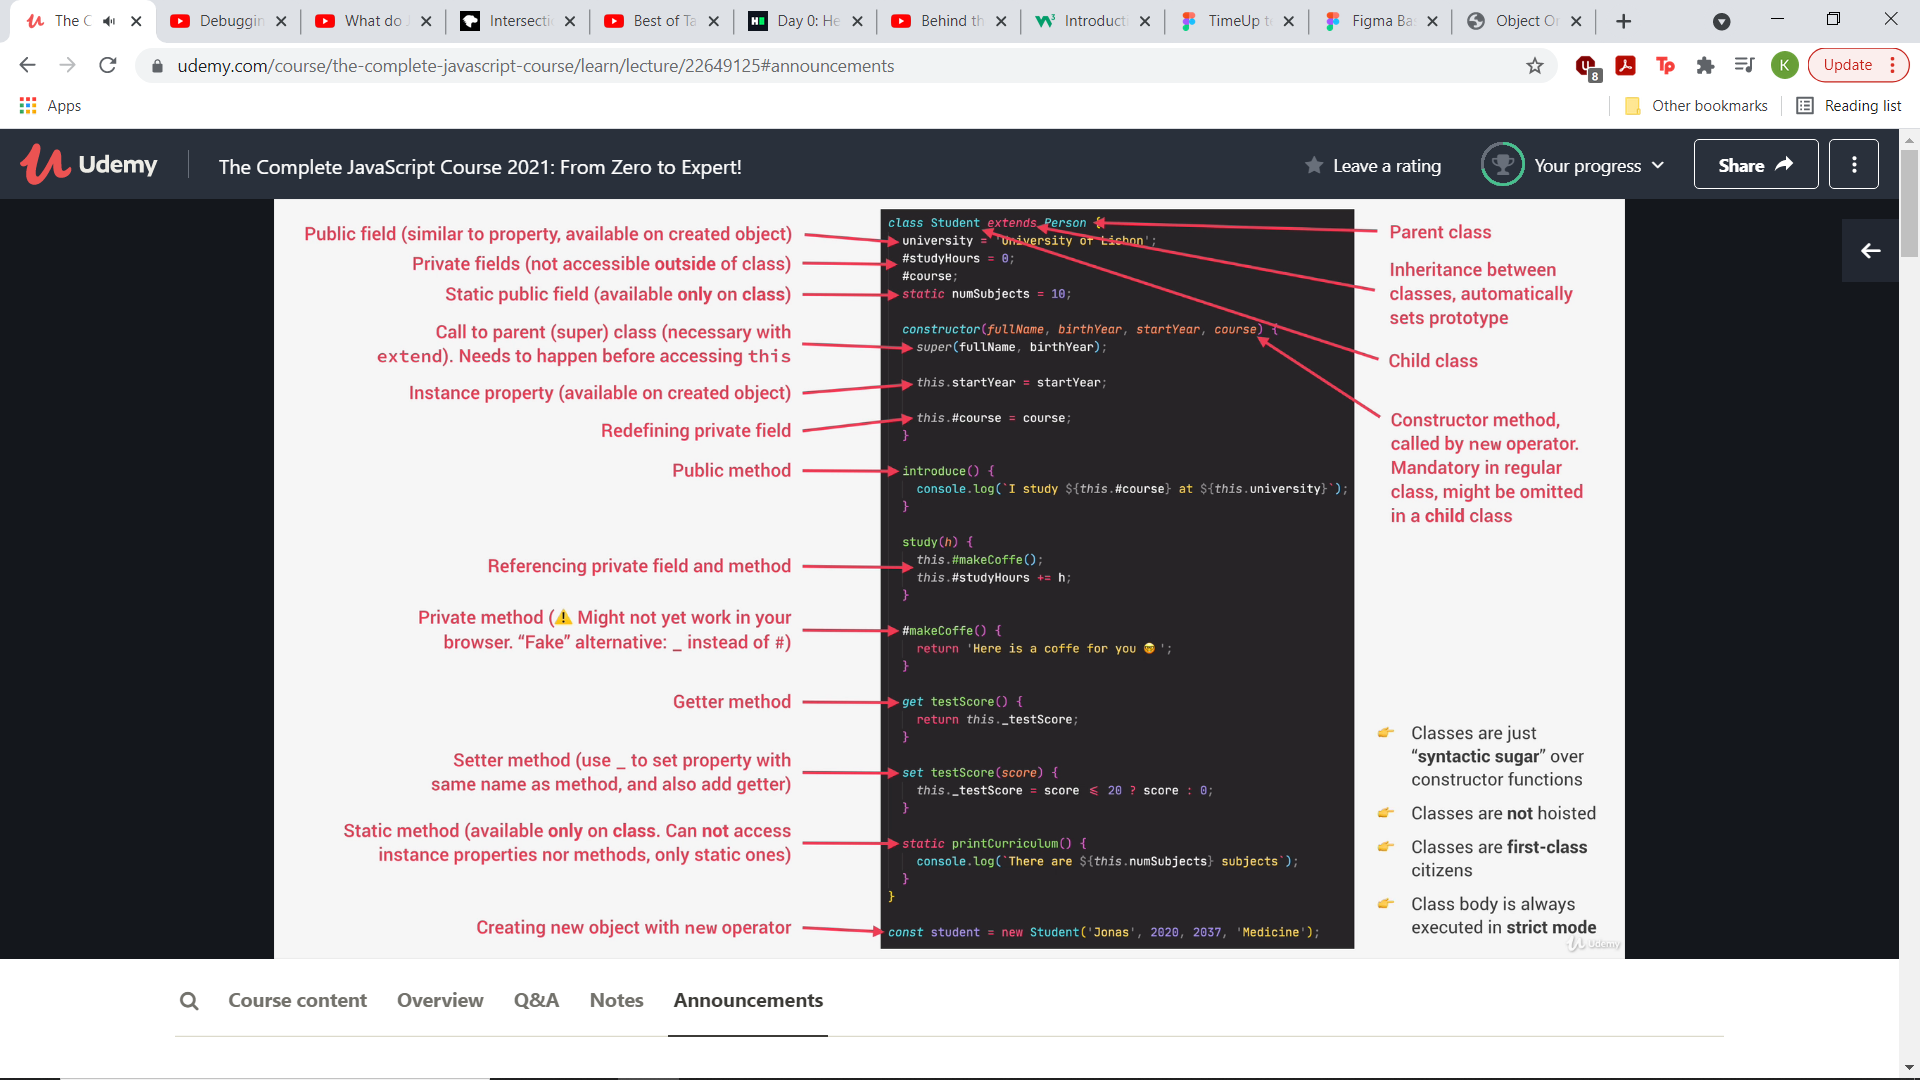 The C
Debuggin
What do J
Intersecti
Best of Ta
Day 0: He
Behind th
Introducti
TimeUp t
Figma Ba
Object Or
udemy.com/course/the-complete-javascript-course/learn/lecture/22649125#announcements
8
K
Update
Apps
Other bookmarks
Reading list
Udemy
The Complete JavaScript Course 2021: From Zero to Expert!
Leave a rating
Your progress
Share
Public field (similar to property, available on created object)
Private fields (not accessible outside of class)
Static public field (available only on class)
Call to parent (super) class (necessary with
extend). Needs to happen before accessing this
Instance property (available on created object)
Redefining private field
Public method
Referencing private field and method
Private method (⚠️ Might not yet work in your
browser. “Fake” alternative: _ instead of #)
Getter method
Setter method (use _ to set property with
same name as method, and also add getter)
Static method (available only on class. Can not access
instance properties nor methods, only static ones)
Creating new object with new operator
class Student extends Person {
university = 'University of Lisbon';
#studyHours = 0;
#course;
static numSubjects = 10;
constructor(fullName, birthYear, startYear, course) {
super(fullName, birthYear);
this.startYear = startYear;
this.#course = course;
}
introduce() {
console.log(`I study ${this.#course} at ${this.university}`);
}
study(h) {
this.#makeCoffe();
this.#studyHours += h;
}
#makeCoffe() {
return 'Here is a coffe for you 🤓';
}
get testScore() {
return this._testScore;
}
set testScore(score) {
this._testScore = score ≤ 20 ? score : 0;
}
static printCurriculum() {
console.log(`There are ${this.numSubjects} subjects`);
}
}
const student = new Student('Jonas', 2020, 2037, 'Medicine');
Parent class
Inheritance between
classes, automatically
sets prototype
Child class
Constructor method,
called by new operator.
Mandatory in regular
class, might be omitted
in a child class
👉 Classes are just
“syntactic sugar” over
constructor functions
👉 Classes are not hoisted
👉 Classes are first-class
citizens
👉 Class body is always
executed in strict mode
Udemy
Course content
Overview
Q&A
Notes
Announcements